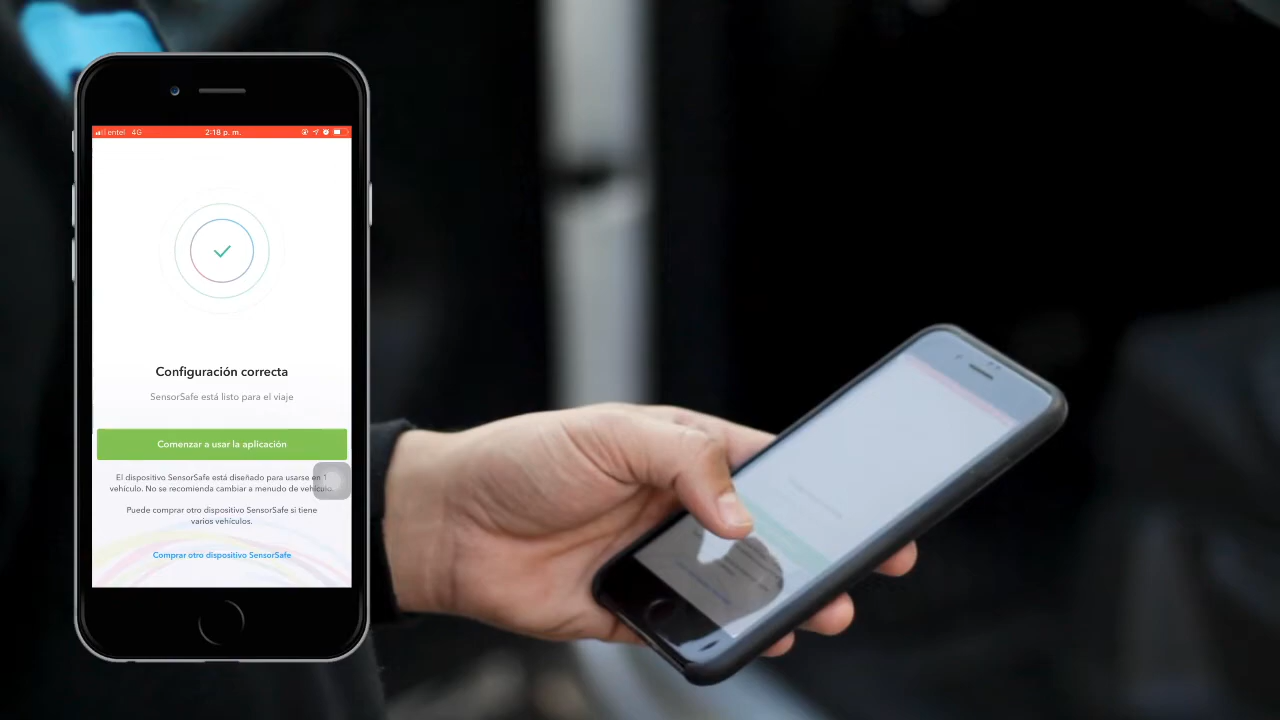 entel 4G 2:18 p. m.
Configuración correcta
SensorSafe está listo para el viaje
Comenzar a usar la aplicación
El dispositivo SensorSafe está diseñado para usarse en 1
vehículo. No se recomienda cambiar a menudo de vehículo.
Puede comprar otro dispositivo SensorSafe si tiene
varios vehículos.
Comprar otro dispositivo SensorSafe